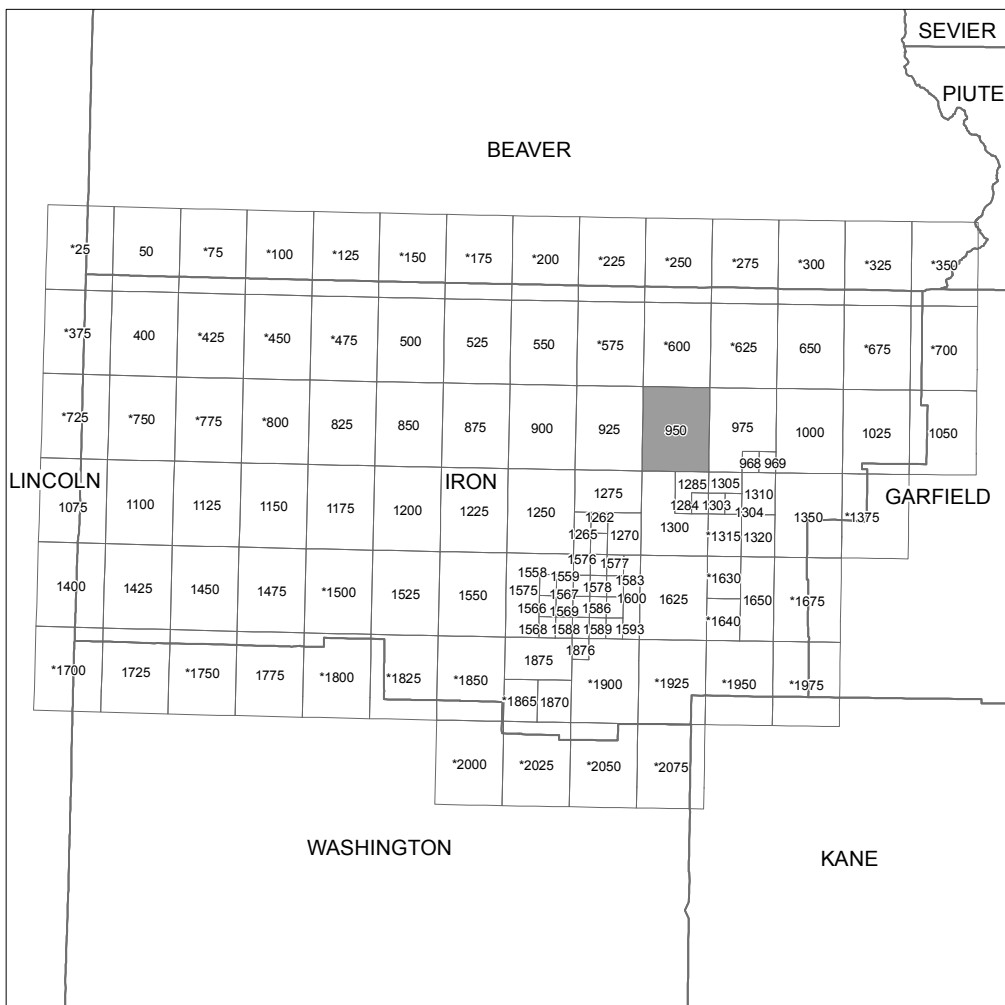 SEVIER
PIUTE
BEAVER
*25 50 *75 *100 *125 *150 *175 *200 *225 *250 *275 *300 *325 *350
*375 400 *425 *450 *475 500 525 550 *575 *600 *625 650 *675 *700
*725 *750 *775 *800 825 850 875 900 925 950 975 1000 1025 1050
968 969
LINCOLN IRON GARFIELD
1075 1100 1125 1150 1175 1200 1225 1250 1275 1285 1305 1310 1350 *1375
1262 1284 1303 1304
1265 1270 1300 *1315 1320
1576 1577
1558 1559 1583 *1630
1400 1425 1450 1475 *1500 1525 1550 1575 1567 1578 1600 1625 1650 *1675
1566 1569 1586 *1640
1568 1588 1589 1593
1876
*1700 1725 *1750 1775 *1800 *1825 *1850 1875 *1900 *1925 *1950 *1975
*1865 1870
*2000 *2025 *2050 *2075
WASHINGTON KANE